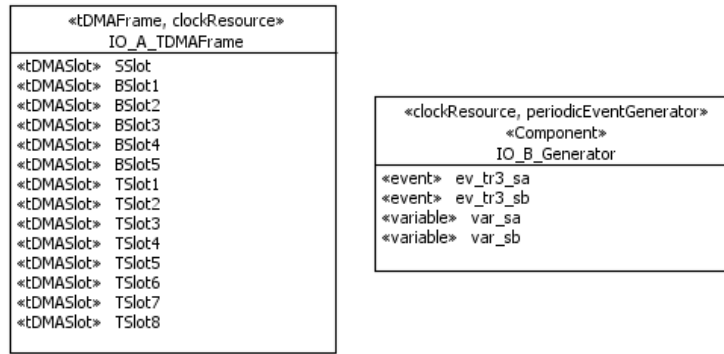 «tDMAFrame, clockResource»
IO_A_TDMAFrame
«tDMASlot» SSlot
«tDMASlot» BSlot1
«tDMASlot» BSlot2
«tDMASlot» BSlot3
«tDMASlot» BSlot4
«tDMASlot» BSlot5
«tDMASlot» TSlot1
«tDMASlot» TSlot2
«tDMASlot» TSlot3
«tDMASlot» TSlot4
«tDMASlot» TSlot5
«tDMASlot» TSlot6
«tDMASlot» TSlot7
«tDMASlot» TSlot8
«clockResource, periodicEventGenerator»
«Component»
IO_B_Generator
«event» ev_tr3_sa
«event» ev_tr3_sb
«variable» var_sa
«variable» var_sb